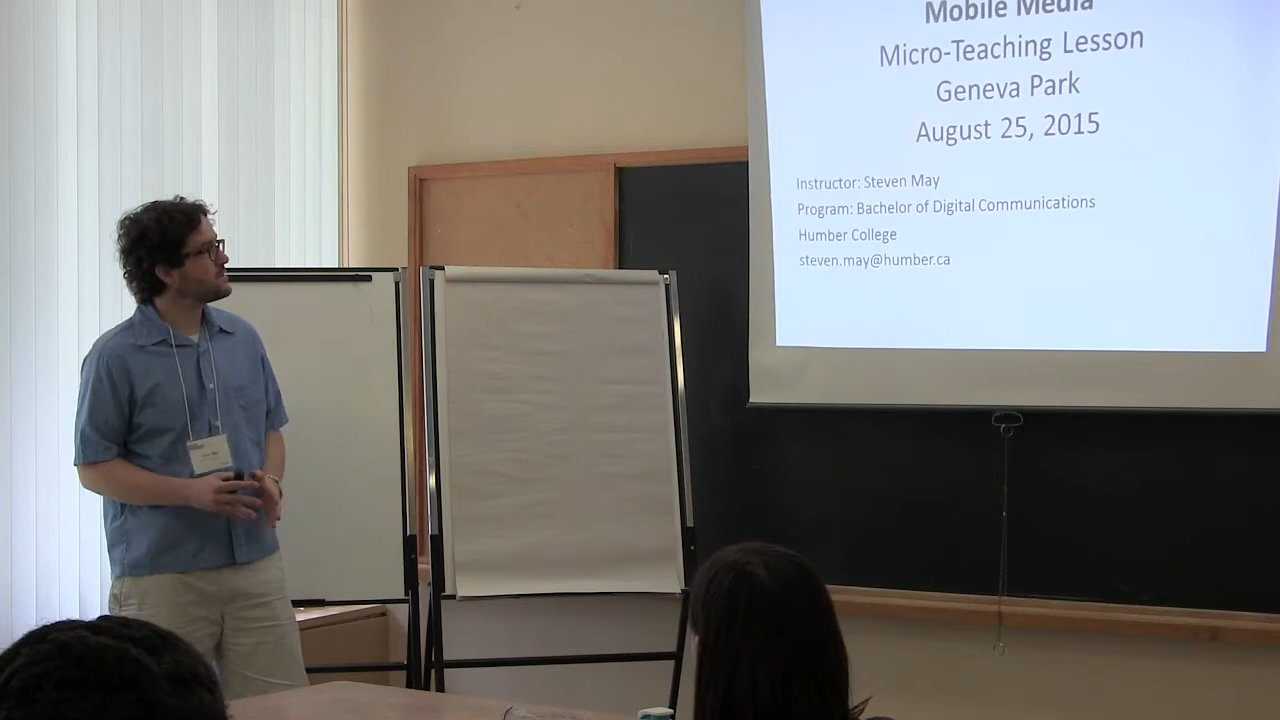 Mobile Media
Micro-Teaching Lesson
Geneva Park
August 25, 2015
Instructor: Steven May
Program: Bachelor of Digital Communications
Humber College
steven.may@humber.ca